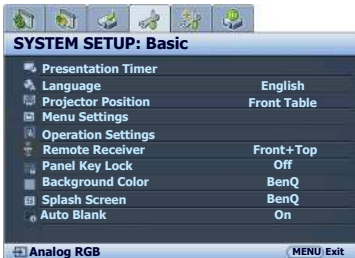 SYSTEM SETUP: Basic
Presentation Timer
Language English
Projector Position Front Table
Menu Settings
Operation Settings
Remote Receiver Front+Top
Panel Key Lock Off
Background Color BenQ
Splash Screen BenQ
Auto Blank On
Analog RGB MENU Exit